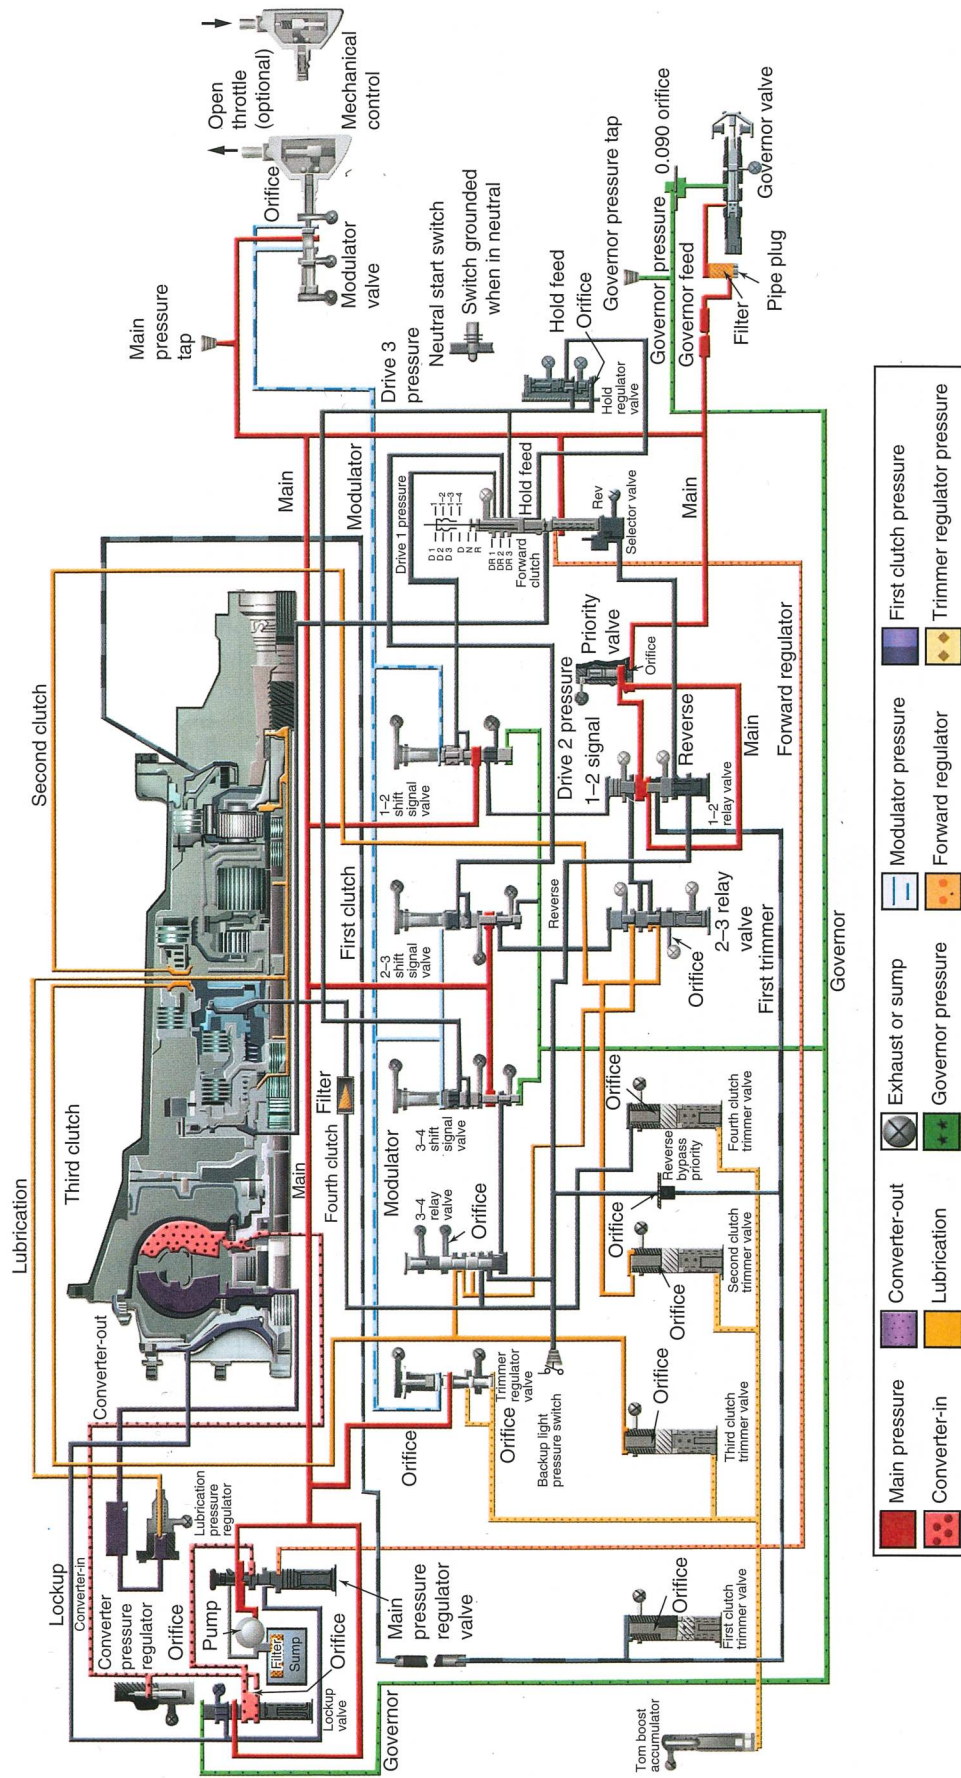 Open
throttle
(optional)
Mechanical
control
Orifice
Modulator
valve
Main
pressure
tap
Neutral start switch
Switch grounded
when in neutral
Drive 3
pressure
Hold feed
Orifice
Hold
regulator
valve
Governor pressure tap
Governor pressure
Governor feed
0.090 orifice
Governor valve
Filter
Pipe plug
Main
Modulator
Drive 1 pressure
D 1
D 2
D 3
1–2
1–3
1–4
D
N
R
DR 1
DR 2
DR 3
Hold feed
Forward
clutch
Rev
Selector valve
Main
Second clutch
Priority
valve
Orifice
Drive 2 pressure
1–2 signal
Reverse
1–2
relay valve
Main
Forward regulator
1–2
shift
signal
valve
First clutch
2–3
shift
signal
valve
Reverse
2–3 relay
valve
Orifice
First trimmer
Governor
Third clutch
Lubrication
Main
Fourth clutch
Filter
Modulator
3–4
shift
signal
valve
3–4
relay
valve
Orifice
Orifice
Fourth clutch
trimmer valve
Reverse
bypass
priority
Orifice
Orifice
Second clutch
trimmer valve
Converter-out
Orifice
Orifice
Trimmer
regulator
valve
Backup light
pressure switch
Orifice
Third clutch
trimmer valve
Lockup
Converter-in
Converter
pressure
regulator
Orifice
Lubrication
pressure
regulator
Pump
Filter
Sump
Main
pressure
regulator
valve
Orifice
Lockup
valve
Governor
Orifice
First clutch
trimmer valve
Tom boost
accumulator
Main pressure
Converter-in
Converter-out
Lubrication
Exhaust or sump
Governor pressure
Modulator pressure
Forward regulator
First clutch pressure
Trimmer regulator pressure